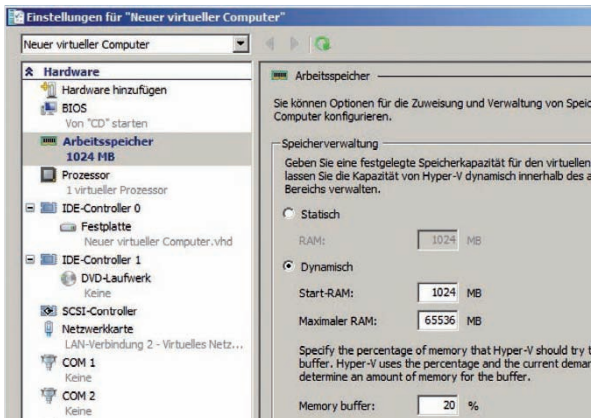 Einstellungen für "Neuer virtueller Computer"
Neuer virtueller Computer
Hardware
Hardware hinzufügen
BIOS
Von "CD" starten
Arbeitsspeicher
1024 MB
Prozessor
1 virtueller Prozessor
IDE-Controller 0
Festplatte
Neuer virtueller Computer.vhd
IDE-Controller 1
DVD-Laufwerk
Keine
SCSI-Controller
Netzwerkkarte
LAN-Verbindung 2 - Virtuelles Netz...
COM 1
Keine
COM 2
Keine
Arbeitsspeicher
Sie können Optionen für die Zuweisung und Verwaltung von Speic
Computer konfigurieren.
Speicherverwaltung
Geben Sie eine festgelegte Speicherkapazität für den virtuellen
lassen Sie die Kapazität von Hyper-V dynamisch innerhalb des a
Bereichs verwalten.
Statisch
RAM: 1024 MB
Dynamisch
Start-RAM: 1024 MB
Maximaler RAM: 65536 MB
Specify the percentage of memory that Hyper-V should try t
buffer. Hyper-V uses the percentage and the current deman
determine an amount of memory for the buffer.
Memory buffer: 20 %